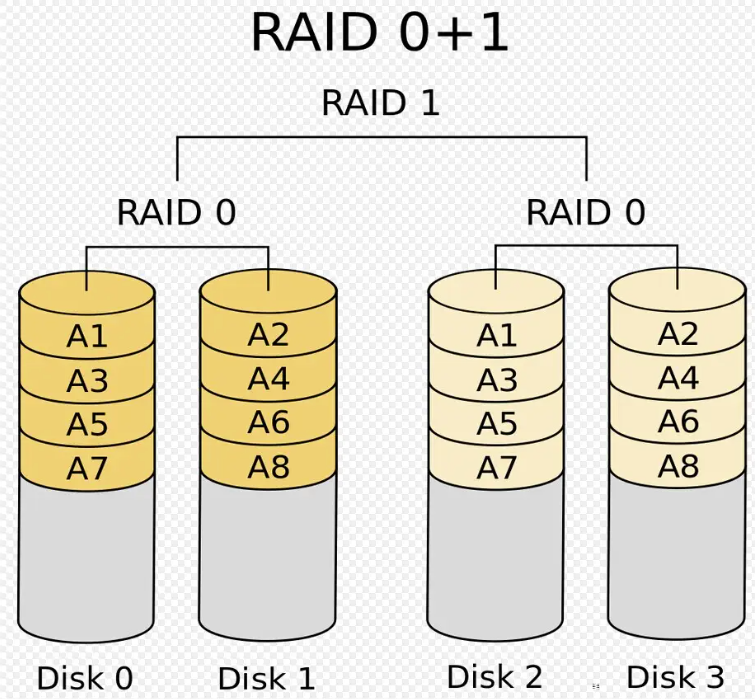 RAID 0+1
RAID 1
RAID 0 RAID 0
A1 A2 A1 A2
A3 A4 A3 A4
A5 A6 A5 A6
A7 A8 A7 A8
Disk 0 Disk 1 Disk 2 Disk 3